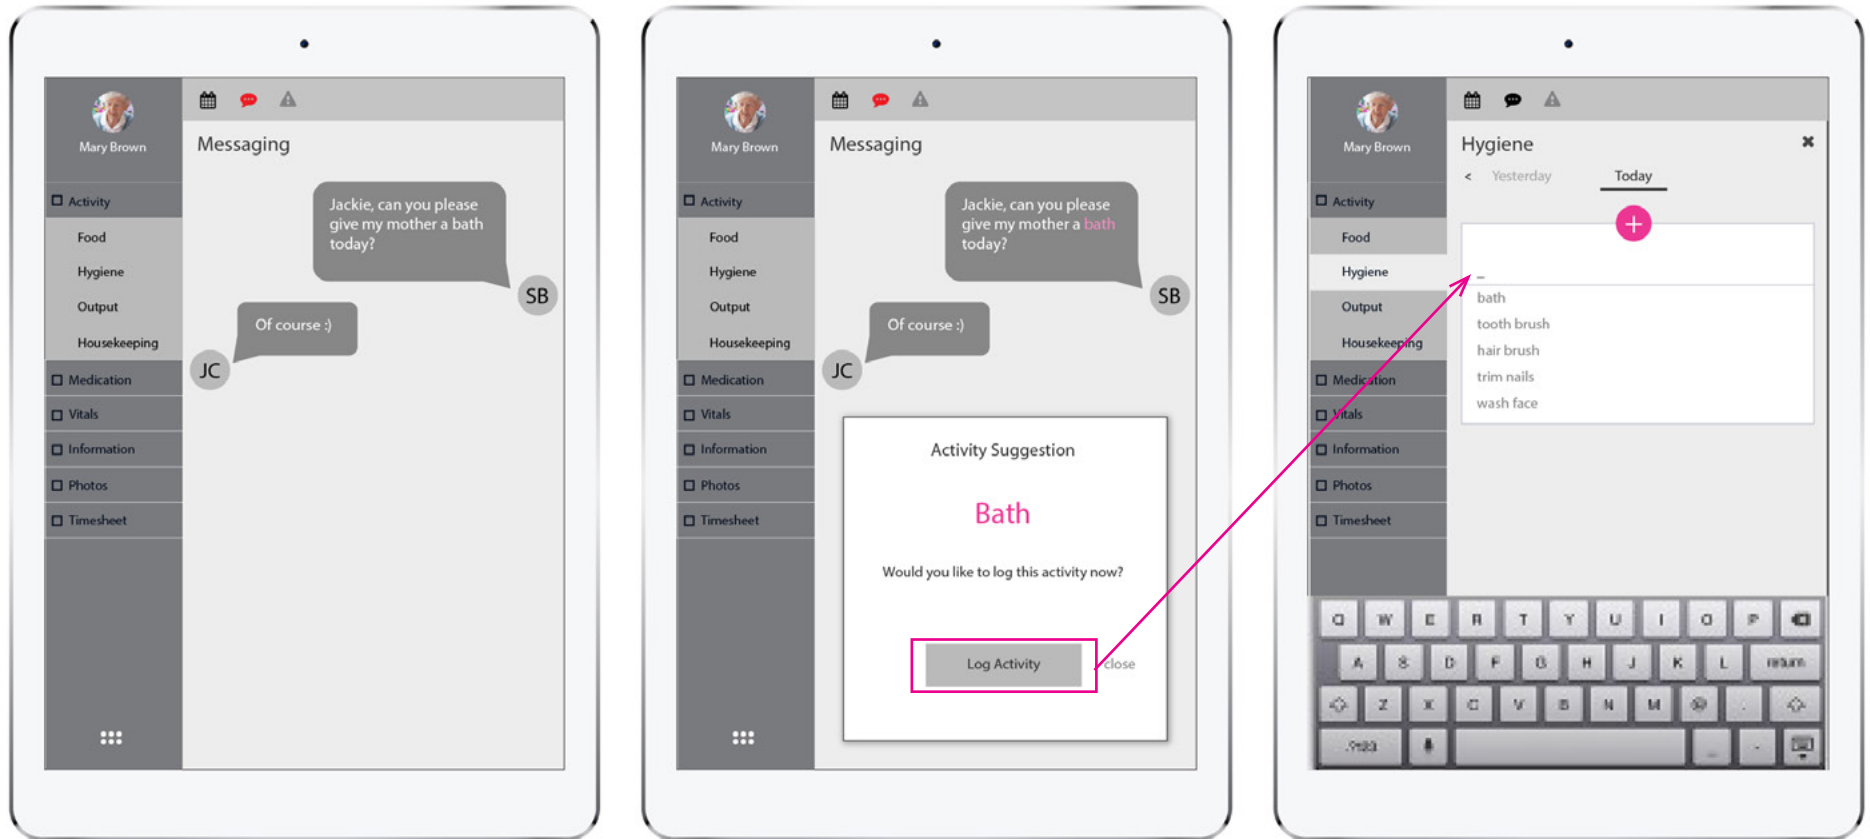 Mary Brown
Activity
Food
Hygiene
Output
Housekeeping
Medication
Vitals
Information
Photos
Timesheet
Messaging
Jackie, can you please
give my mother a bath
today?
SB
Of course :)
JC
Mary Brown
Activity
Food
Hygiene
Output
Housekeeping
Medication
Vitals
Information
Photos
Timesheet
Messaging
Jackie, can you please
give my mother a bath
today?
SB
Of course :)
JC
Activity Suggestion
Bath
Would you like to log this activity now?
Log Activity
close
Mary Brown
Activity
Food
Hygiene
Output
Housekeeping
Medication
Vitals
Information
Photos
Timesheet
Hygiene
< Yesterday Today
+
_
bath
tooth brush
hair brush
trim nails
wash face
Q W E R T Y U I O P
A S D F G H J K L return
Z X C V B N M @ .
.?123 _ -